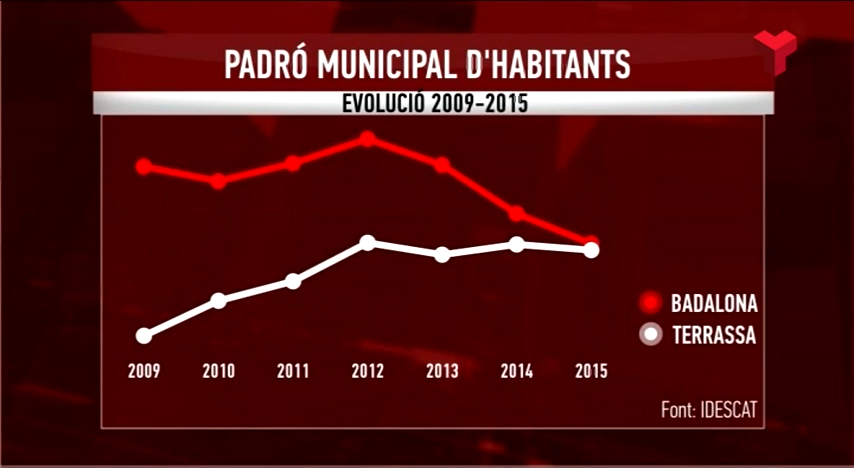 PADRÓ MUNICIPAL D'HABITANTS
EVOLUCIÓ 2009-2015
BADALONA
TERRASSA
2009 2010 2011 2012 2013 2014 2015
Font: IDESCAT